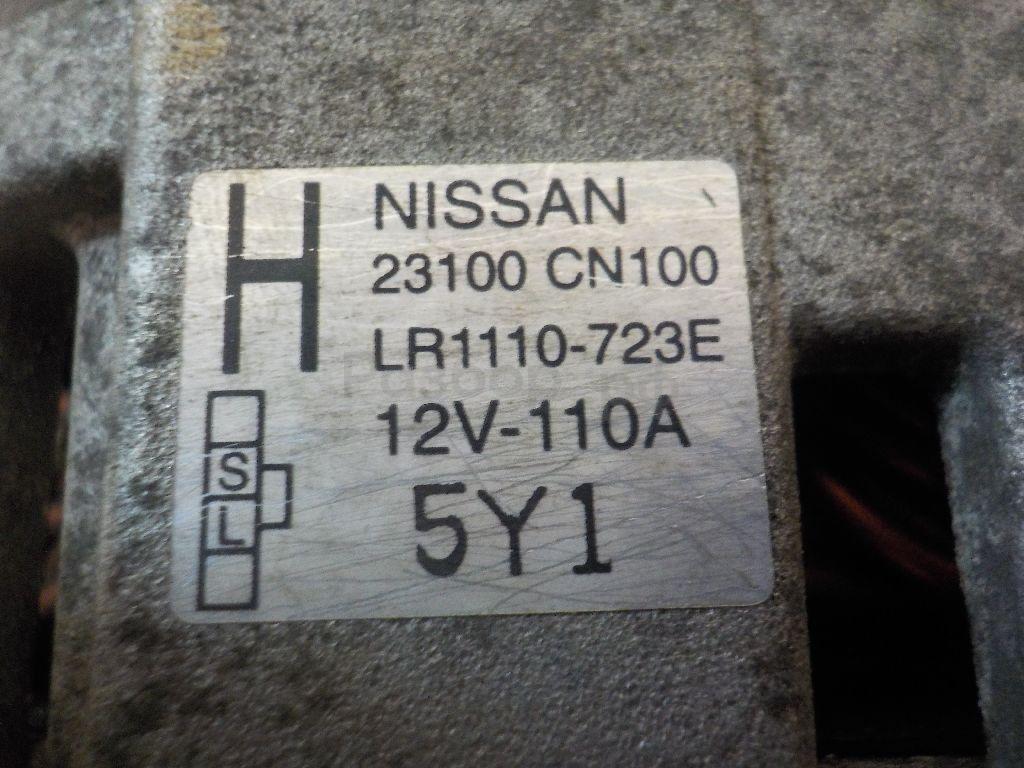 H
NISSAN
23100 CN100
LR1110-723E
12V-110A
S
L
5Y1